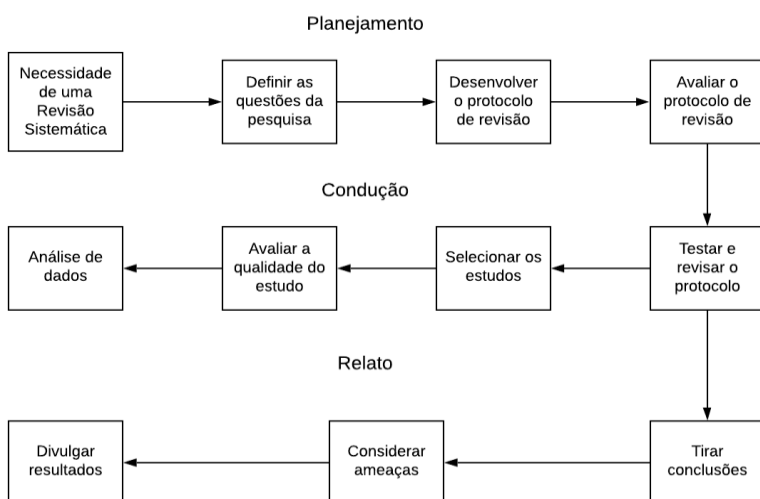 Planejamento
Necessidade
de uma
Revisão
Sistemática
Definir as
questões da
pesquisa
Desenvolver
o protocolo
de revisão
Avaliar o
protocolo de
revisão
Condução
Análise de
dados
Avaliar a
qualidade do
estudo
Selecionar os
estudos
Testar e
revisar o
protocolo
Relato
Divulgar
resultados
Considerar
ameaças
Tirar
conclusões